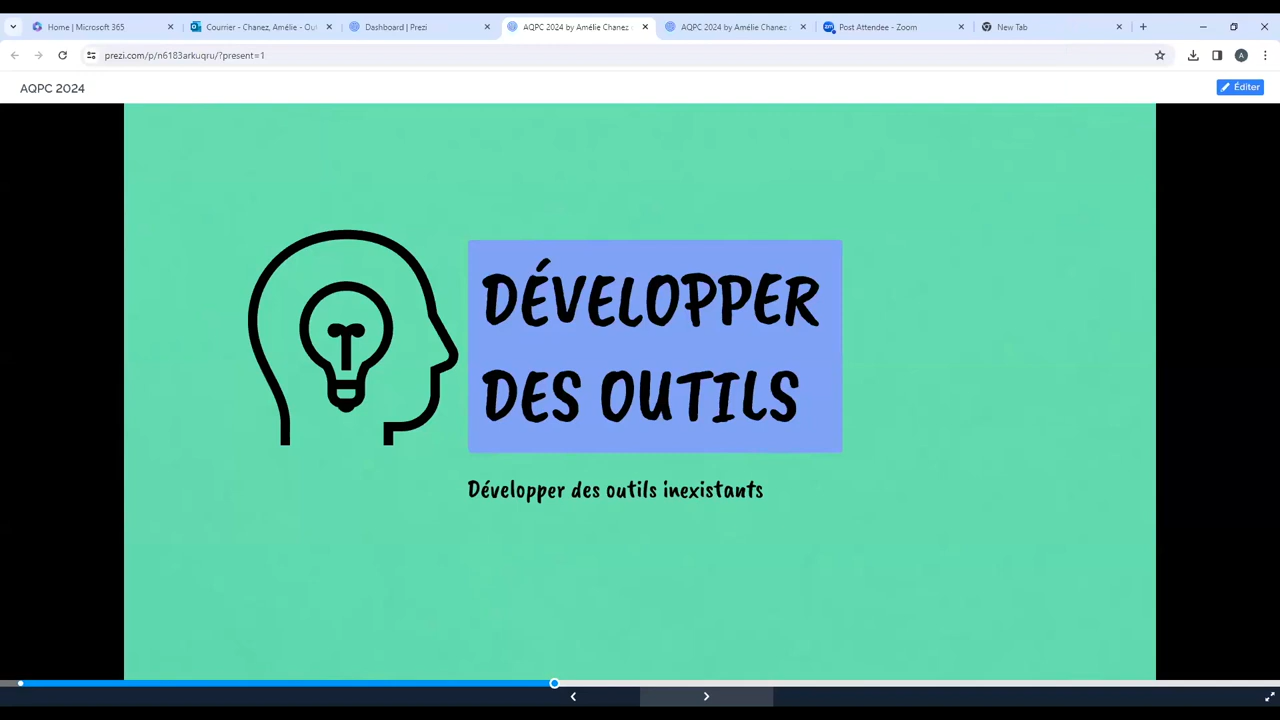 Home | Microsoft 365
Courrier - Chanez, Amélie - Out
Dashboard | Prezi
AQPC 2024 by Amélie Chanez
AQPC 2024 by Amélie Chanez
Post Attendee - Zoom
New Tab
prezi.com/p/n6183arkuqru/?present=1
A
AQPC 2024
Éditer
DÉVELOPPER
DES OUTILS
Développer des outils inexistants